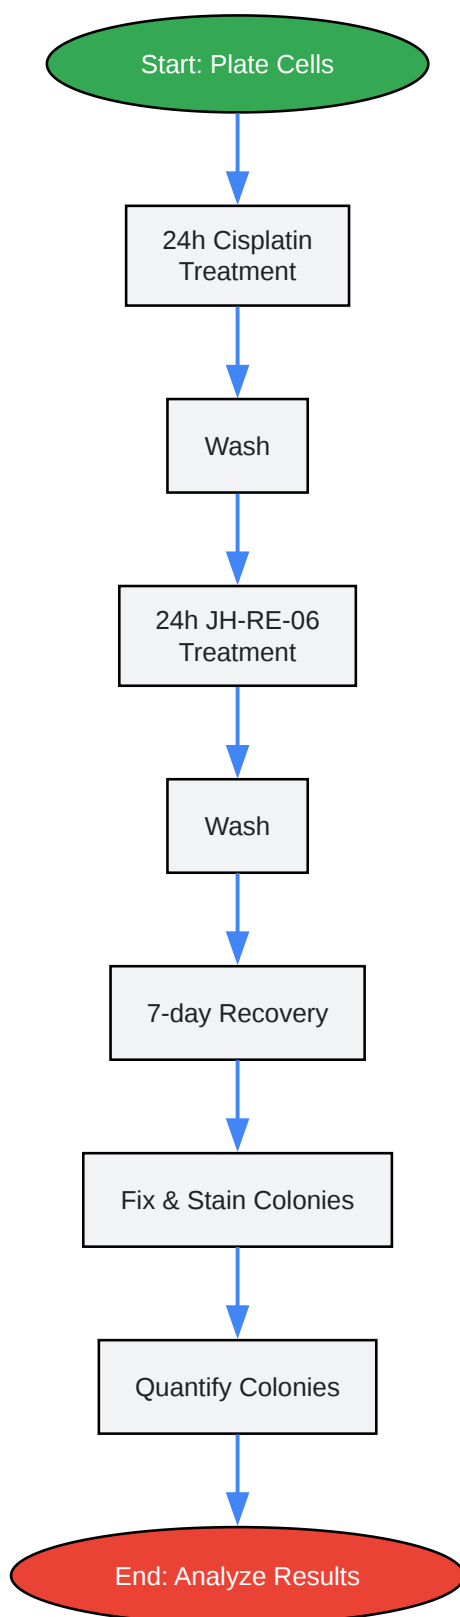 Start: Plate Cells
24h Cisplatin
Treatment
Wash
24h JH-RE-06
Treatment
Wash
7-day Recovery
Fix & Stain Colonies
Quantify Colonies
End: Analyze Results